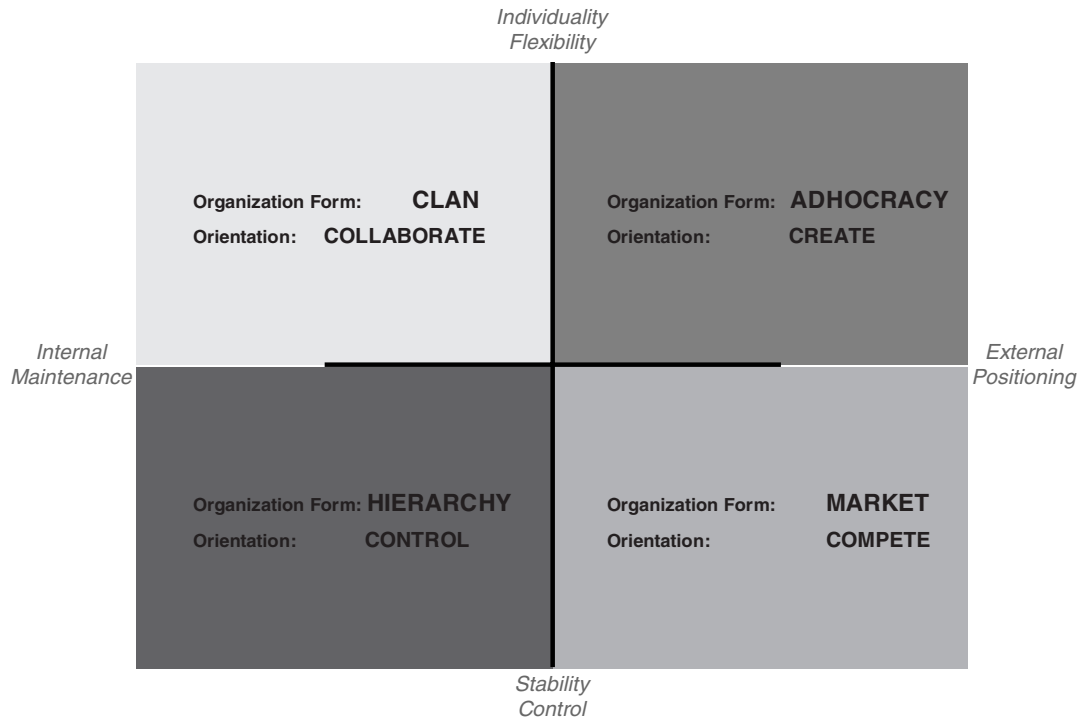 Individuality
Flexibility
Organization Form: CLAN
Orientation: COLLABORATE
Organization Form: ADHOCRACY
Orientation: CREATE
Internal
Maintenance
External
Positioning
Organization Form: HIERARCHY
Orientation: CONTROL
Organization Form: MARKET
Orientation: COMPETE
Stability
Control